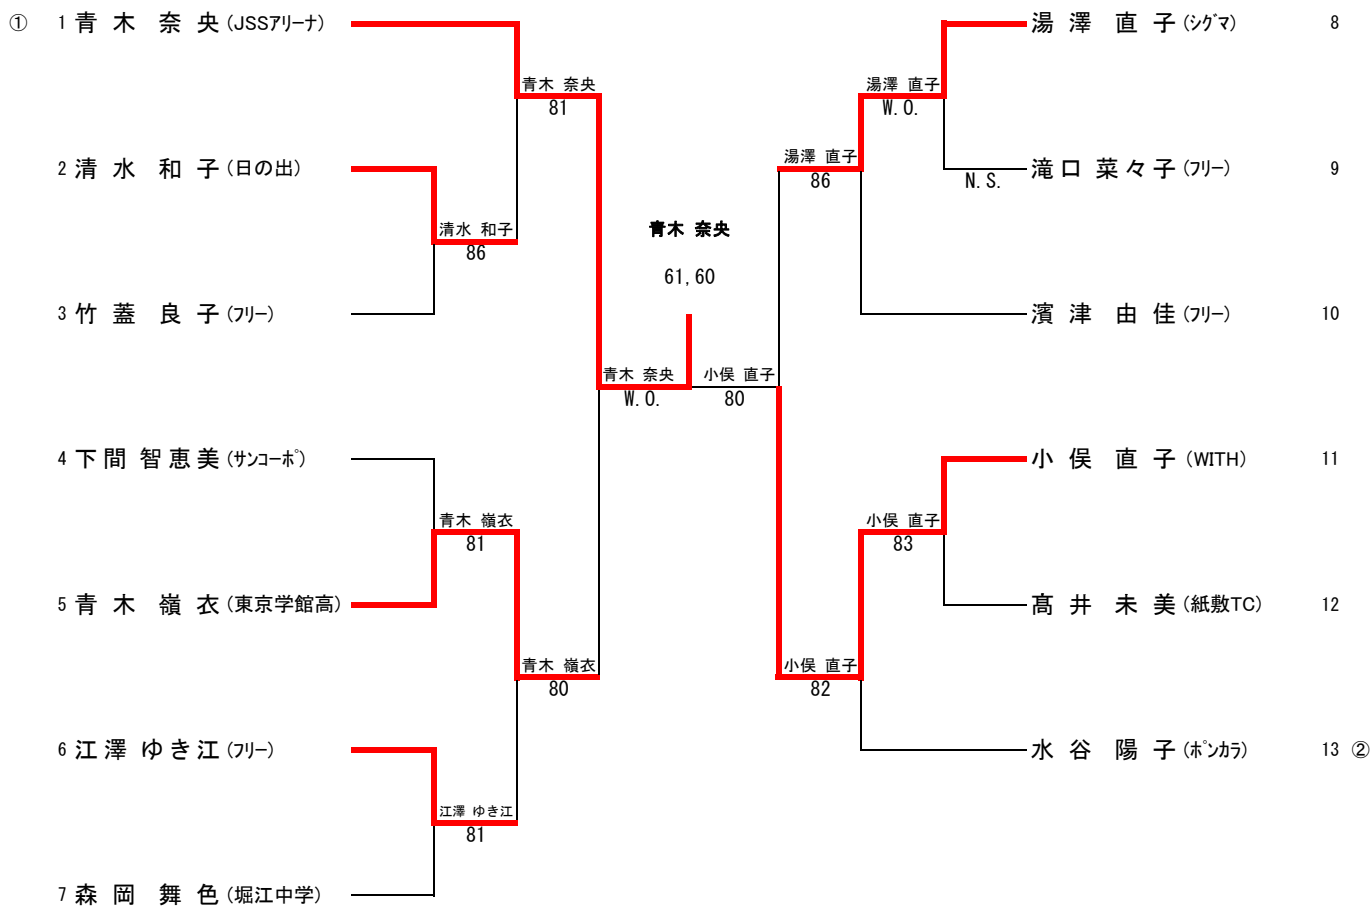 ① 1 青木 奈央 (JSSアリーナ)
青木 奈央
81
2 清水 和子 (日の出)
清水 和子
86
3 竹蓋 良子 (フリー)
青木 奈央
W.O.
4 下間 智恵美 (サンコーポ)
青木 嶺衣
81
5 青木 嶺衣 (東京学館高)
青木 嶺衣
80
6 江澤 ゆき江 (フリー)
江澤 ゆき江
81
7 森岡 舞色 (堀江中学)
青木 奈央
61,60
湯澤 直子 (シグマ) 8
湯澤 直子
W.O.
N.S.
滝口 菜々子 (フリー) 9
湯澤 直子
86
濱津 由佳 (フリー) 10
小俣 直子
80
小俣 直子 (WITH) 11
小俣 直子
83
髙井 未美 (紙敷TC) 12
小俣 直子
82
水谷 陽子 (ポンカラ) 13 ②